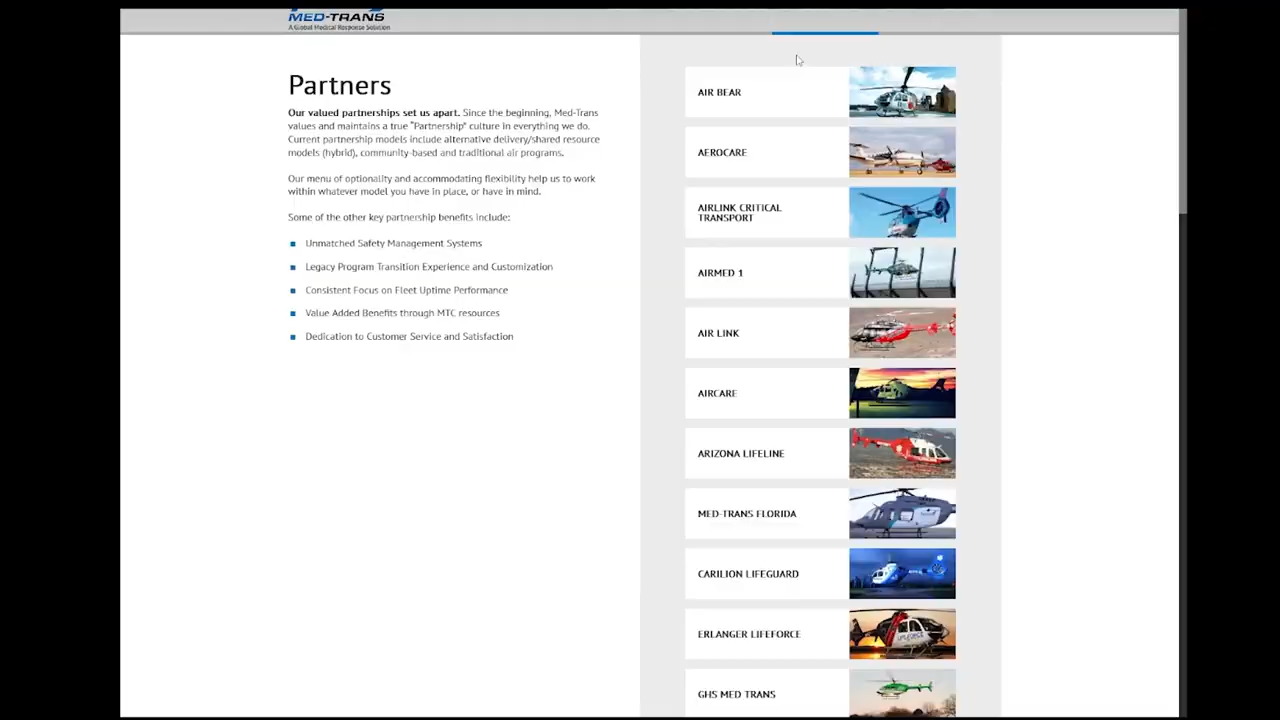 MED-TRANS
A Global Medical Response Solution
Partners
Our valued partnerships set us apart. Since the beginning, Med-Trans
values and maintains a true "Partnership" culture in everything we do.
Current partnership models include alternative delivery/shared resource
models (hybrid), community-based and traditional air programs.
Our menu of optionality and accommodating flexibility help us to work
within whatever model you have in place, or have in mind.
Some of the other key partnership benefits include:
Unmatched Safety Management Systems
Legacy Program Transition Experience and Customization
Consistent Focus on Fleet Uptime Performance
Value Added Benefits through MTC resources
Dedication to Customer Service and Satisfaction
AIR BEAR
AEROCARE
AIRLINK CRITICAL
TRANSPORT
AIRMED 1
AIR LINK
AIRCARE
ARIZONA LIFELINE
MED-TRANS FLORIDA
CARILION LIFEGUARD
ERLANGER LIFEFORCE
GHS MED TRANS